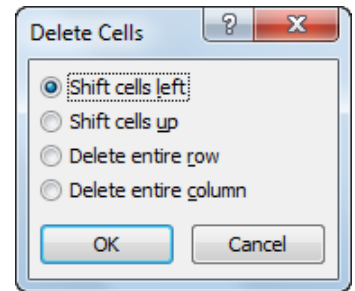 Delete Cells ? X
Shift cells left
Shift cells up
Delete entire row
Delete entire column
OK Cancel